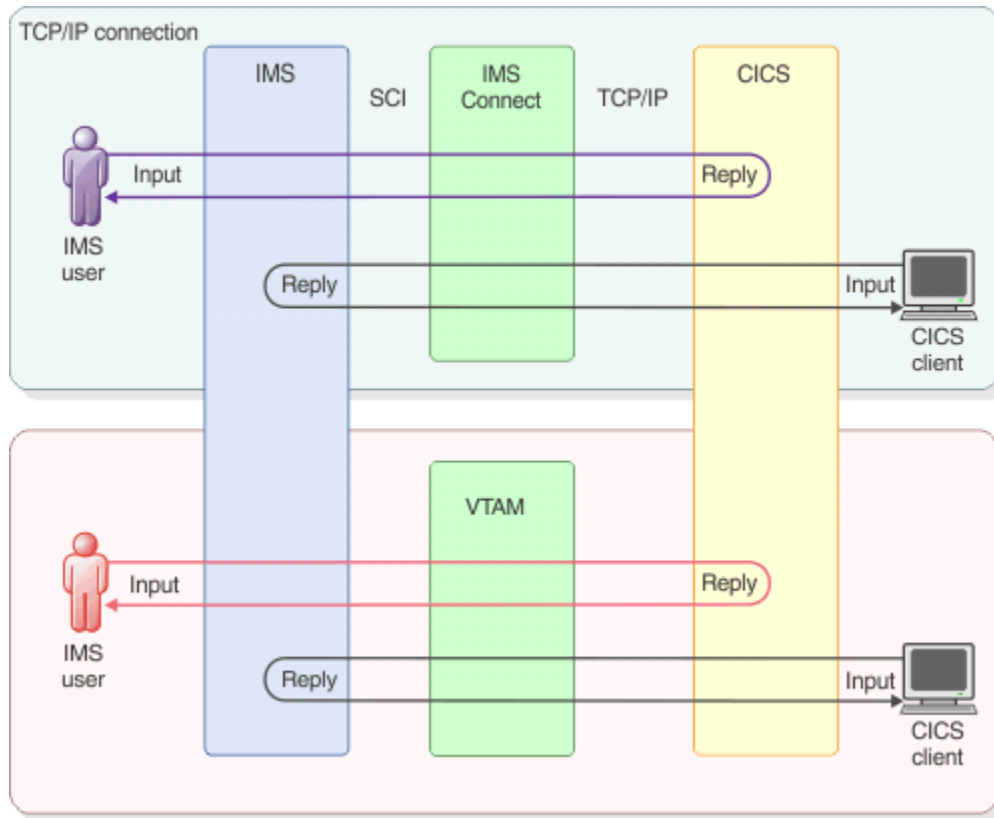 TCP/IP connection
IMS
SCI
IMS
Connect
TCP/IP
CICS
Input
Reply
IMS
user
Reply
Input
CICS
client
VTAM
Input
Reply
IMS
user
Reply
Input
CICS
client